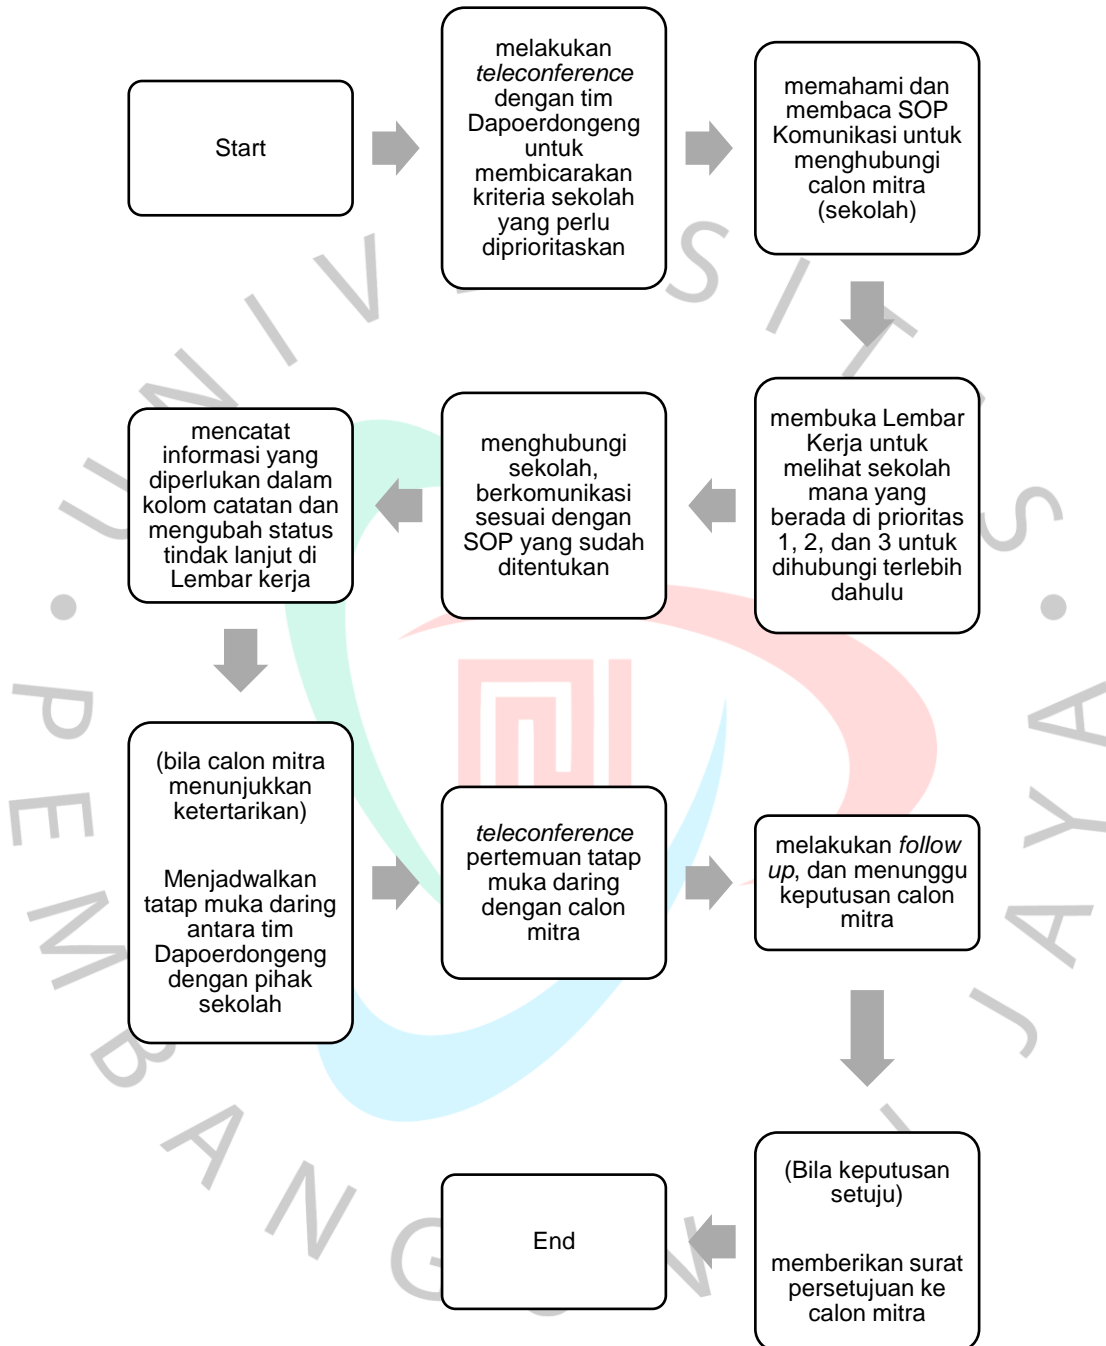 Start
melakukan
teleconference
dengan tim
Dapoerdongeng
untuk
membicarakan
kriteria sekolah
yang perlu
diprioritaskan
memahami dan
membaca SOP
Komunikasi untuk
menghubungi
calon mitra
(sekolah)
membuka Lembar
Kerja untuk
melihat sekolah
mana yang
berada di prioritas
1, 2, dan 3 untuk
dihubungi terlebih
dahulu
menghubungi
sekolah,
berkomunikasi
sesuai dengan
SOP yang sudah
ditentukan
mencatat
informasi yang
diperlukan dalam
kolom catatan dan
mengubah status
tindak lanjut di
Lembar kerja
(bila calon mitra
menunjukkan
ketertarikan)
Menjadwalkan
tatap muka daring
antara tim
Dapoerdongeng
dengan pihak
sekolah
teleconference
pertemuan tatap
muka daring
dengan calon
mitra
melakukan follow
up, dan menunggu
keputusan calon
mitra
(Bila keputusan
setuju)
memberikan surat
persetujuan ke
calon mitra
End